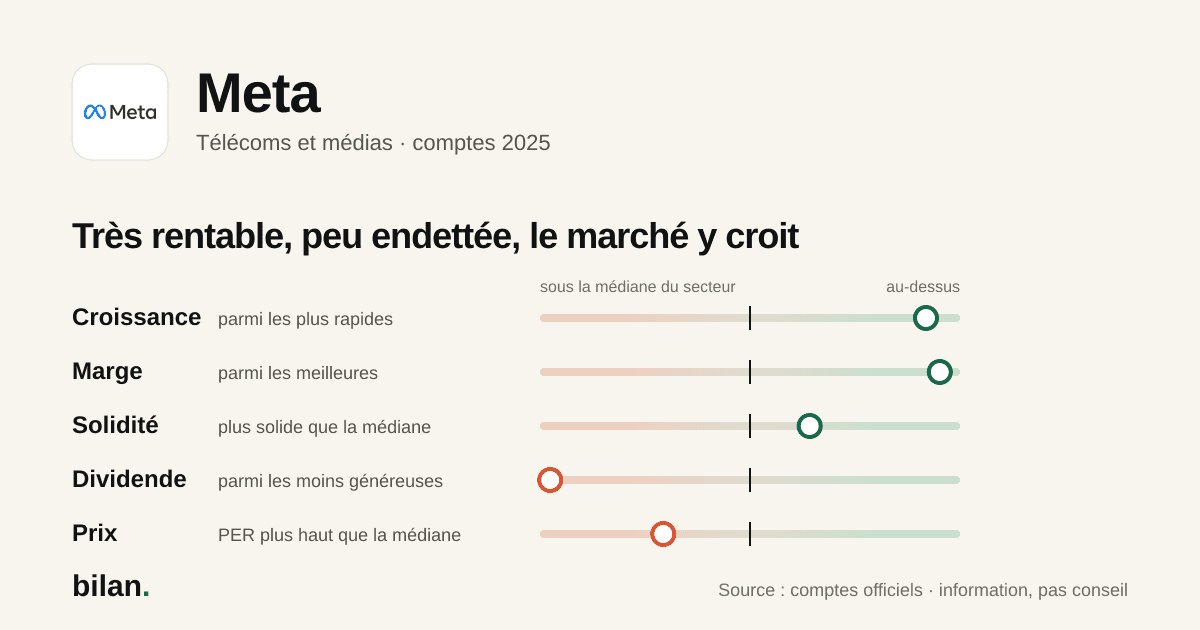 Meta
Meta
Télécoms et médias · comptes 2025
Très rentable, peu endettée, le marché y croit
sous la médiane du secteur au-dessus
Croissance parmi les plus rapides
Marge parmi les meilleures
Solidité plus solide que la médiane
Dividende parmi les moins généreuses
Prix PER plus haut que la médiane
bilan.
Source : comptes officiels · information, pas conseil